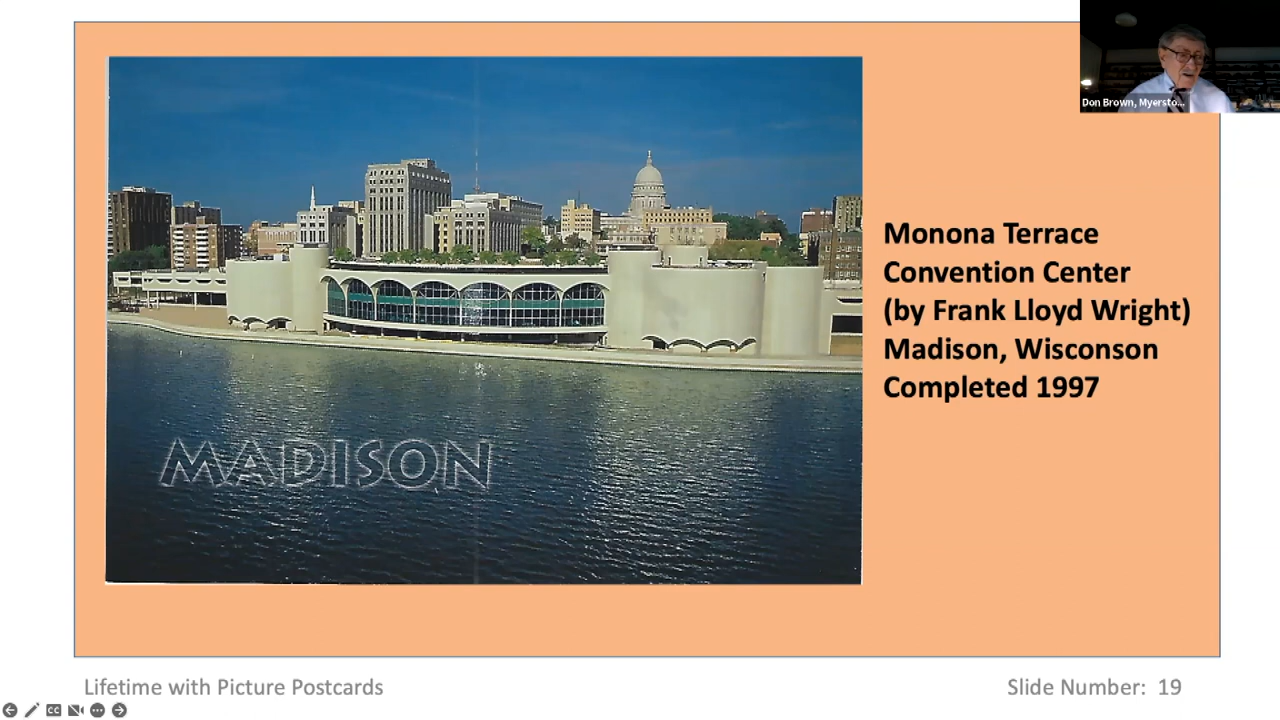 Don Brown, Myersto...
Monona Terrace
Convention Center
(by Frank Lloyd Wright)
Madison, Wisconson
Completed 1997
MADISON
Lifetime with Picture Postcards
Slide Number: 19
CC